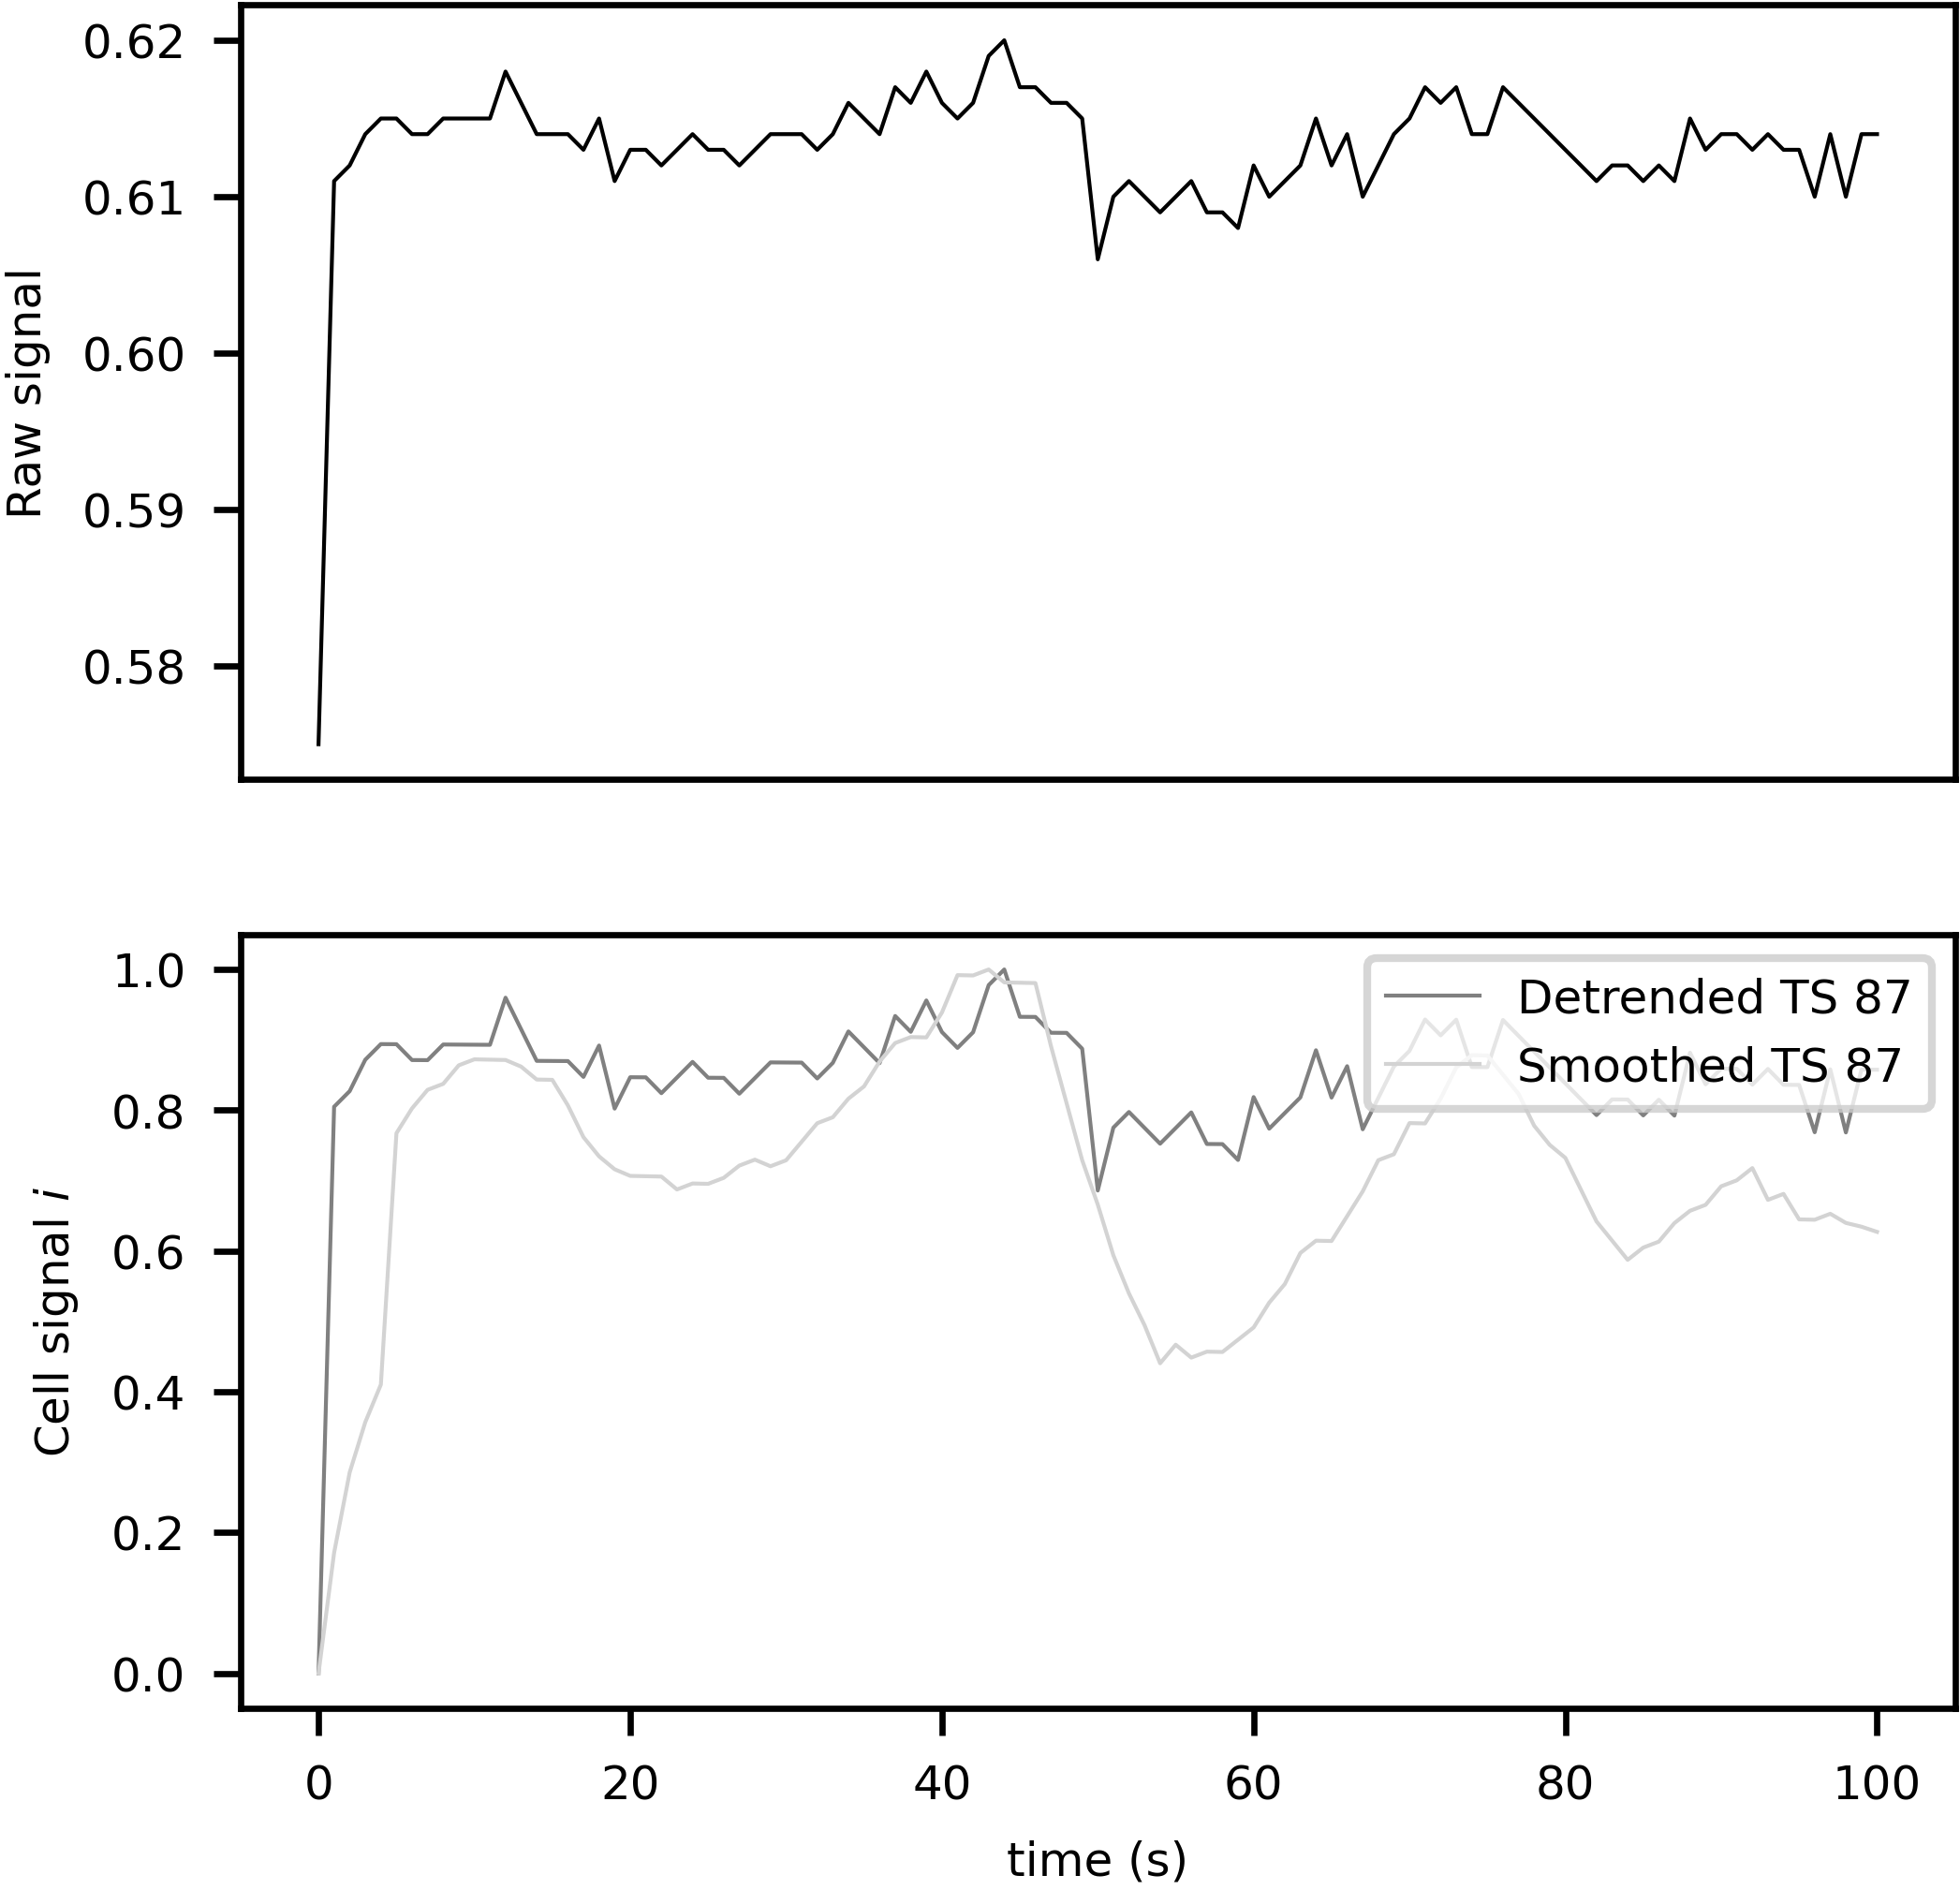 0.62
0.61
0.60
0.59
0.58
Raw signal
1.0
0.8
0.6
0.4
0.2
0.0
Cell signal i
Detrended TS 87
Smoothed TS 87
0 20 40 60 80 100
time (s)